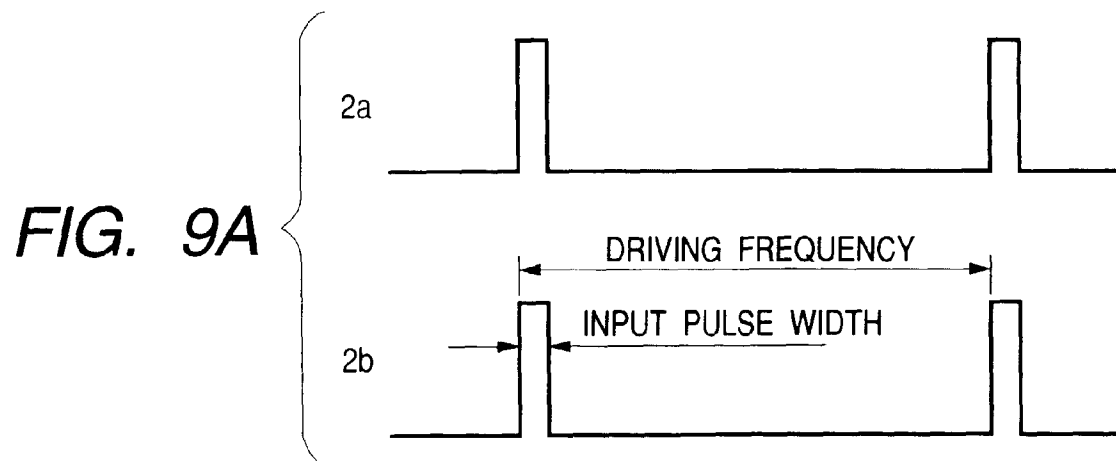 2a
FIG. 9A
DRIVING FREQUENCY
INPUT PULSE WIDTH
2b